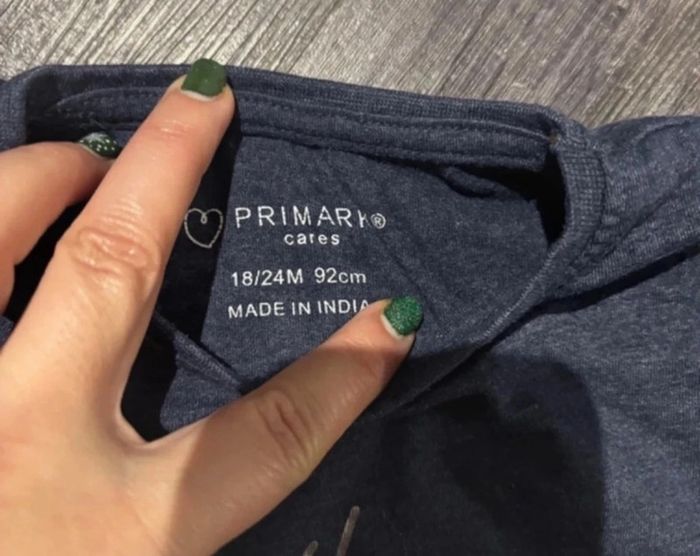 PRIMARK®
cares
18/24M 92cm
MADE IN INDIA